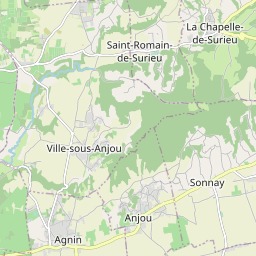 La Chapelle-
de-Surieu
Saint-Romain-
de-Surieu
Ville-sous-Anjou
Sonnay
Anjou
Agnin